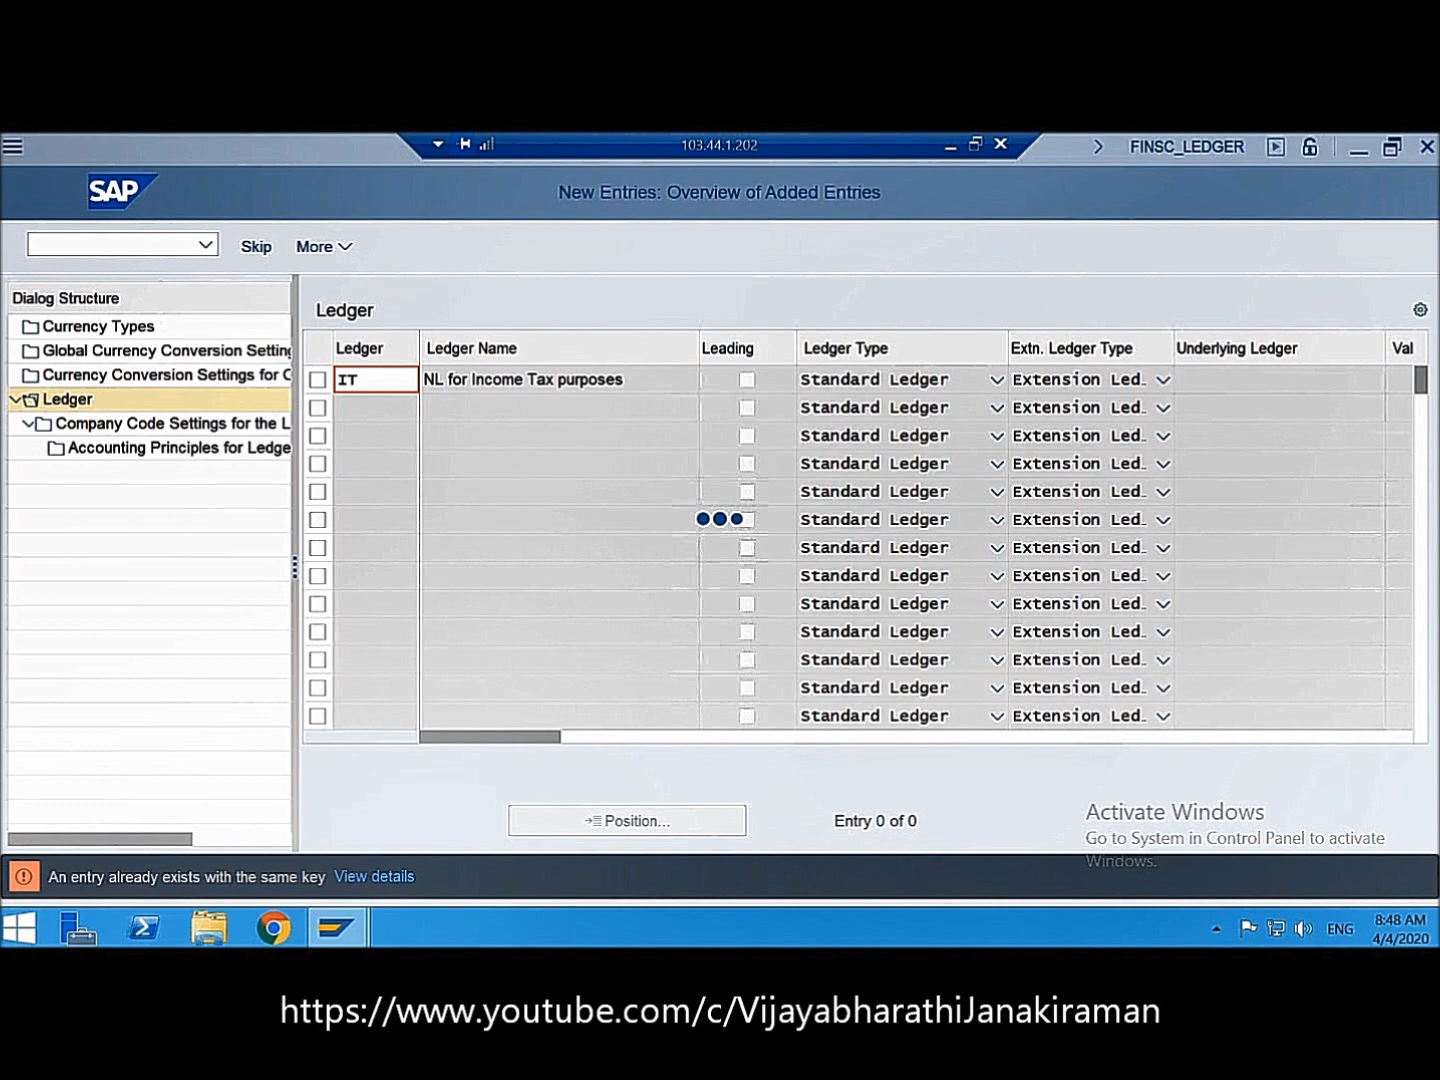 103.44.1.202
FINSC_LEDGER
SAP
New Entries: Overview of Added Entries
Skip More
Dialog Structure
Currency Types
Global Currency Conversion Setting
Currency Conversion Settings for C
Ledger
Company Code Settings for the L
Accounting Principles for Ledge
Ledger
Ledger Ledger Name Leading Ledger Type Extn. Ledger Type Underlying Ledger Val
IT NL for Income Tax purposes Standard Ledger Extension Led.
Standard Ledger Extension Led.
Standard Ledger Extension Led.
Standard Ledger Extension Led.
Standard Ledger Extension Led.
Standard Ledger Extension Led.
Standard Ledger Extension Led.
Standard Ledger Extension Led.
Standard Ledger Extension Led.
Standard Ledger Extension Led.
Standard Ledger Extension Led.
Standard Ledger Extension Led.
Standard Ledger Extension Led.
Position... Entry 0 of 0
Activate Windows
Go to System in Control Panel to activate
Windows.
An entry already exists with the same key View details
ENG
8:48 AM
4/4/2020
https://www.youtube.com/c/VijayabharathiJanakiraman